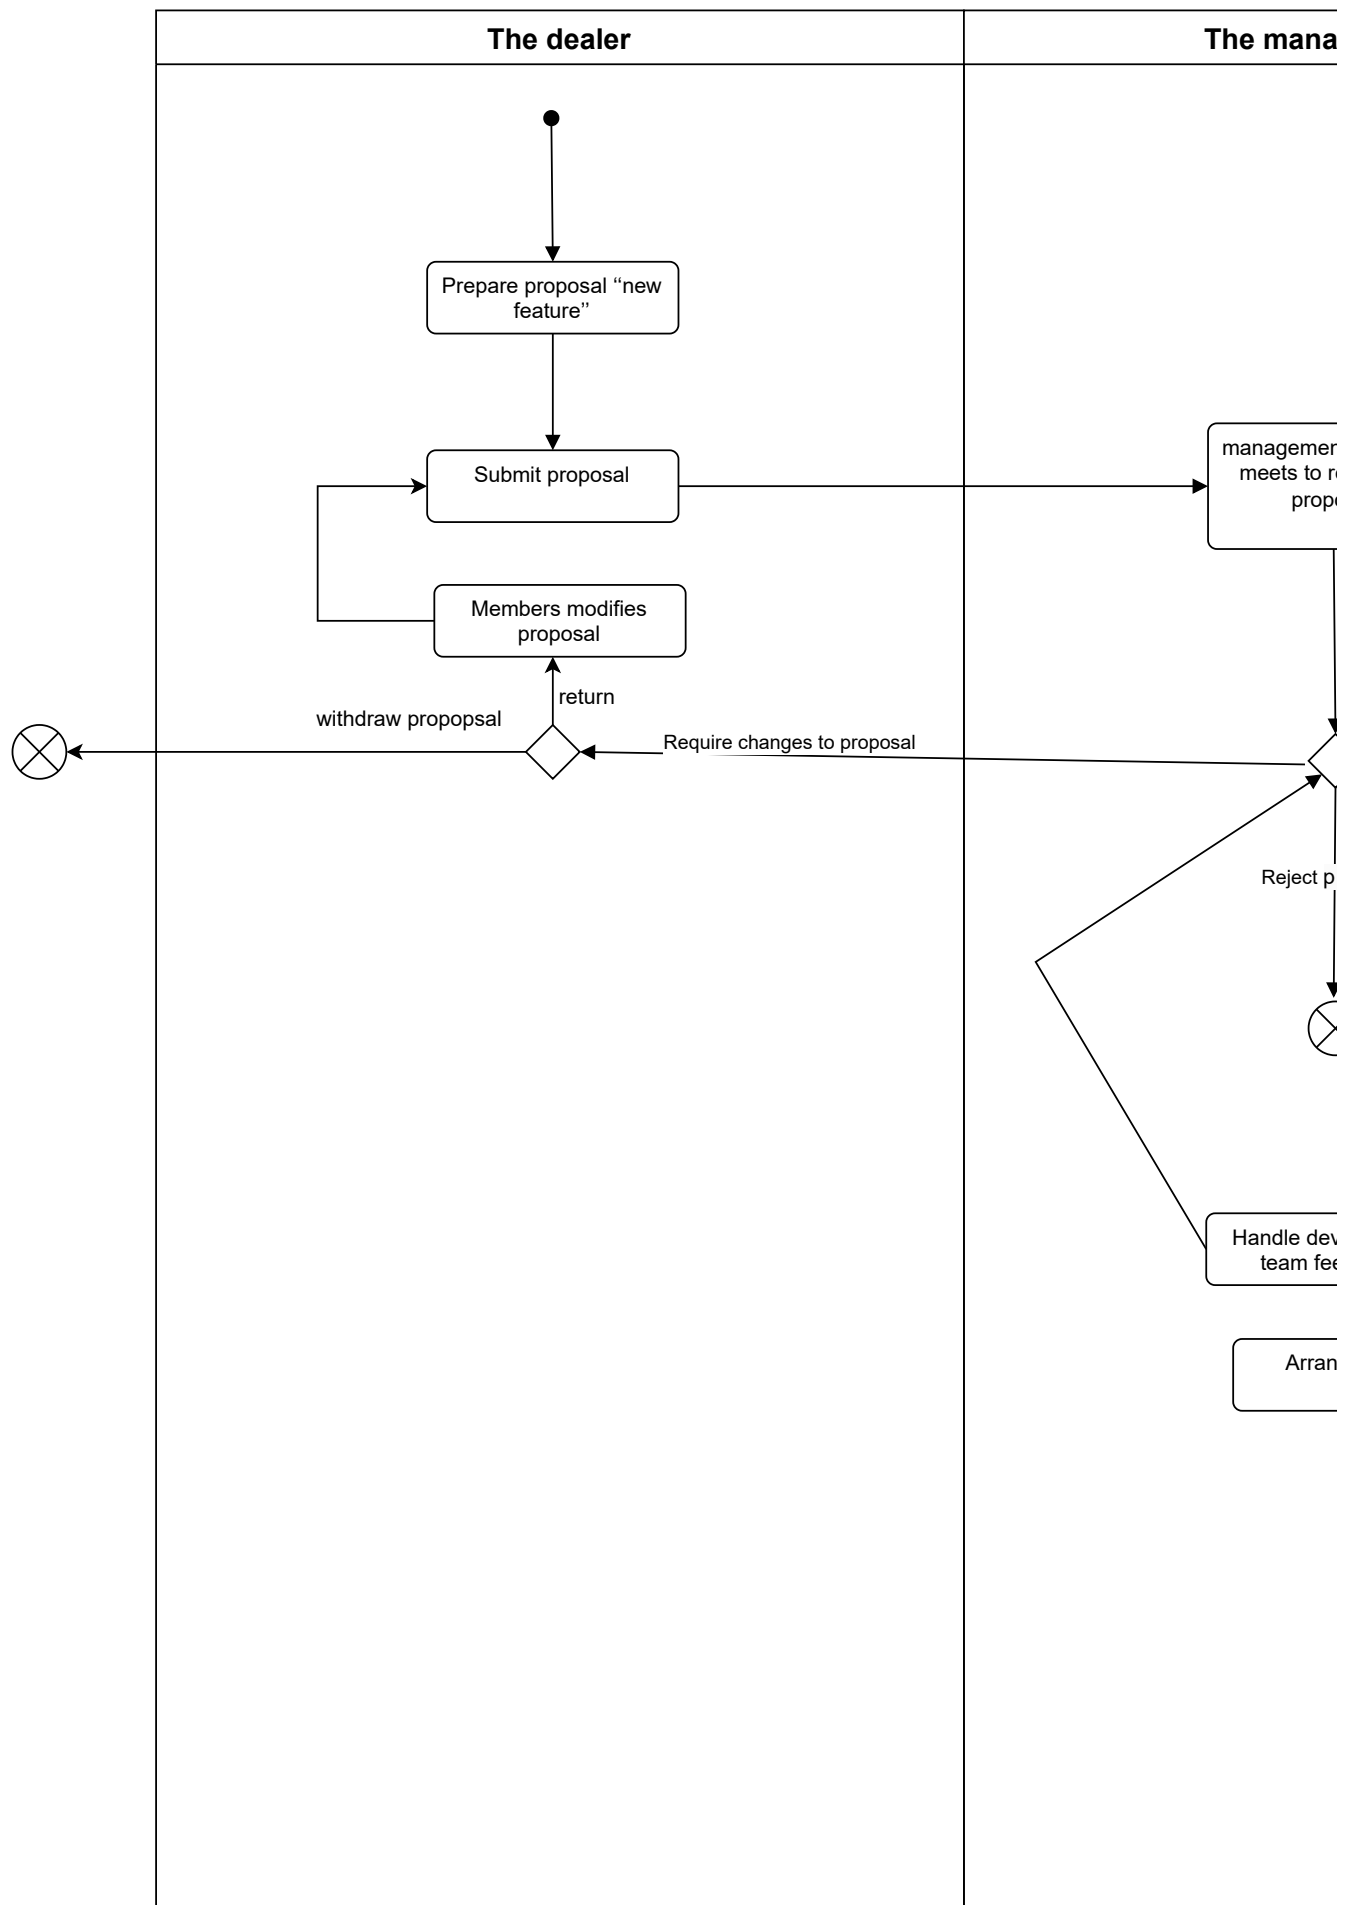 The dealer
The mana
Prepare proposal ‘‘new
feature’’
Submit proposal
managemen
meets to re
propo
Members modifies
proposal
return
withdraw propopsal
Require changes to proposal
Reject p
Handle dev
team fee
Arran